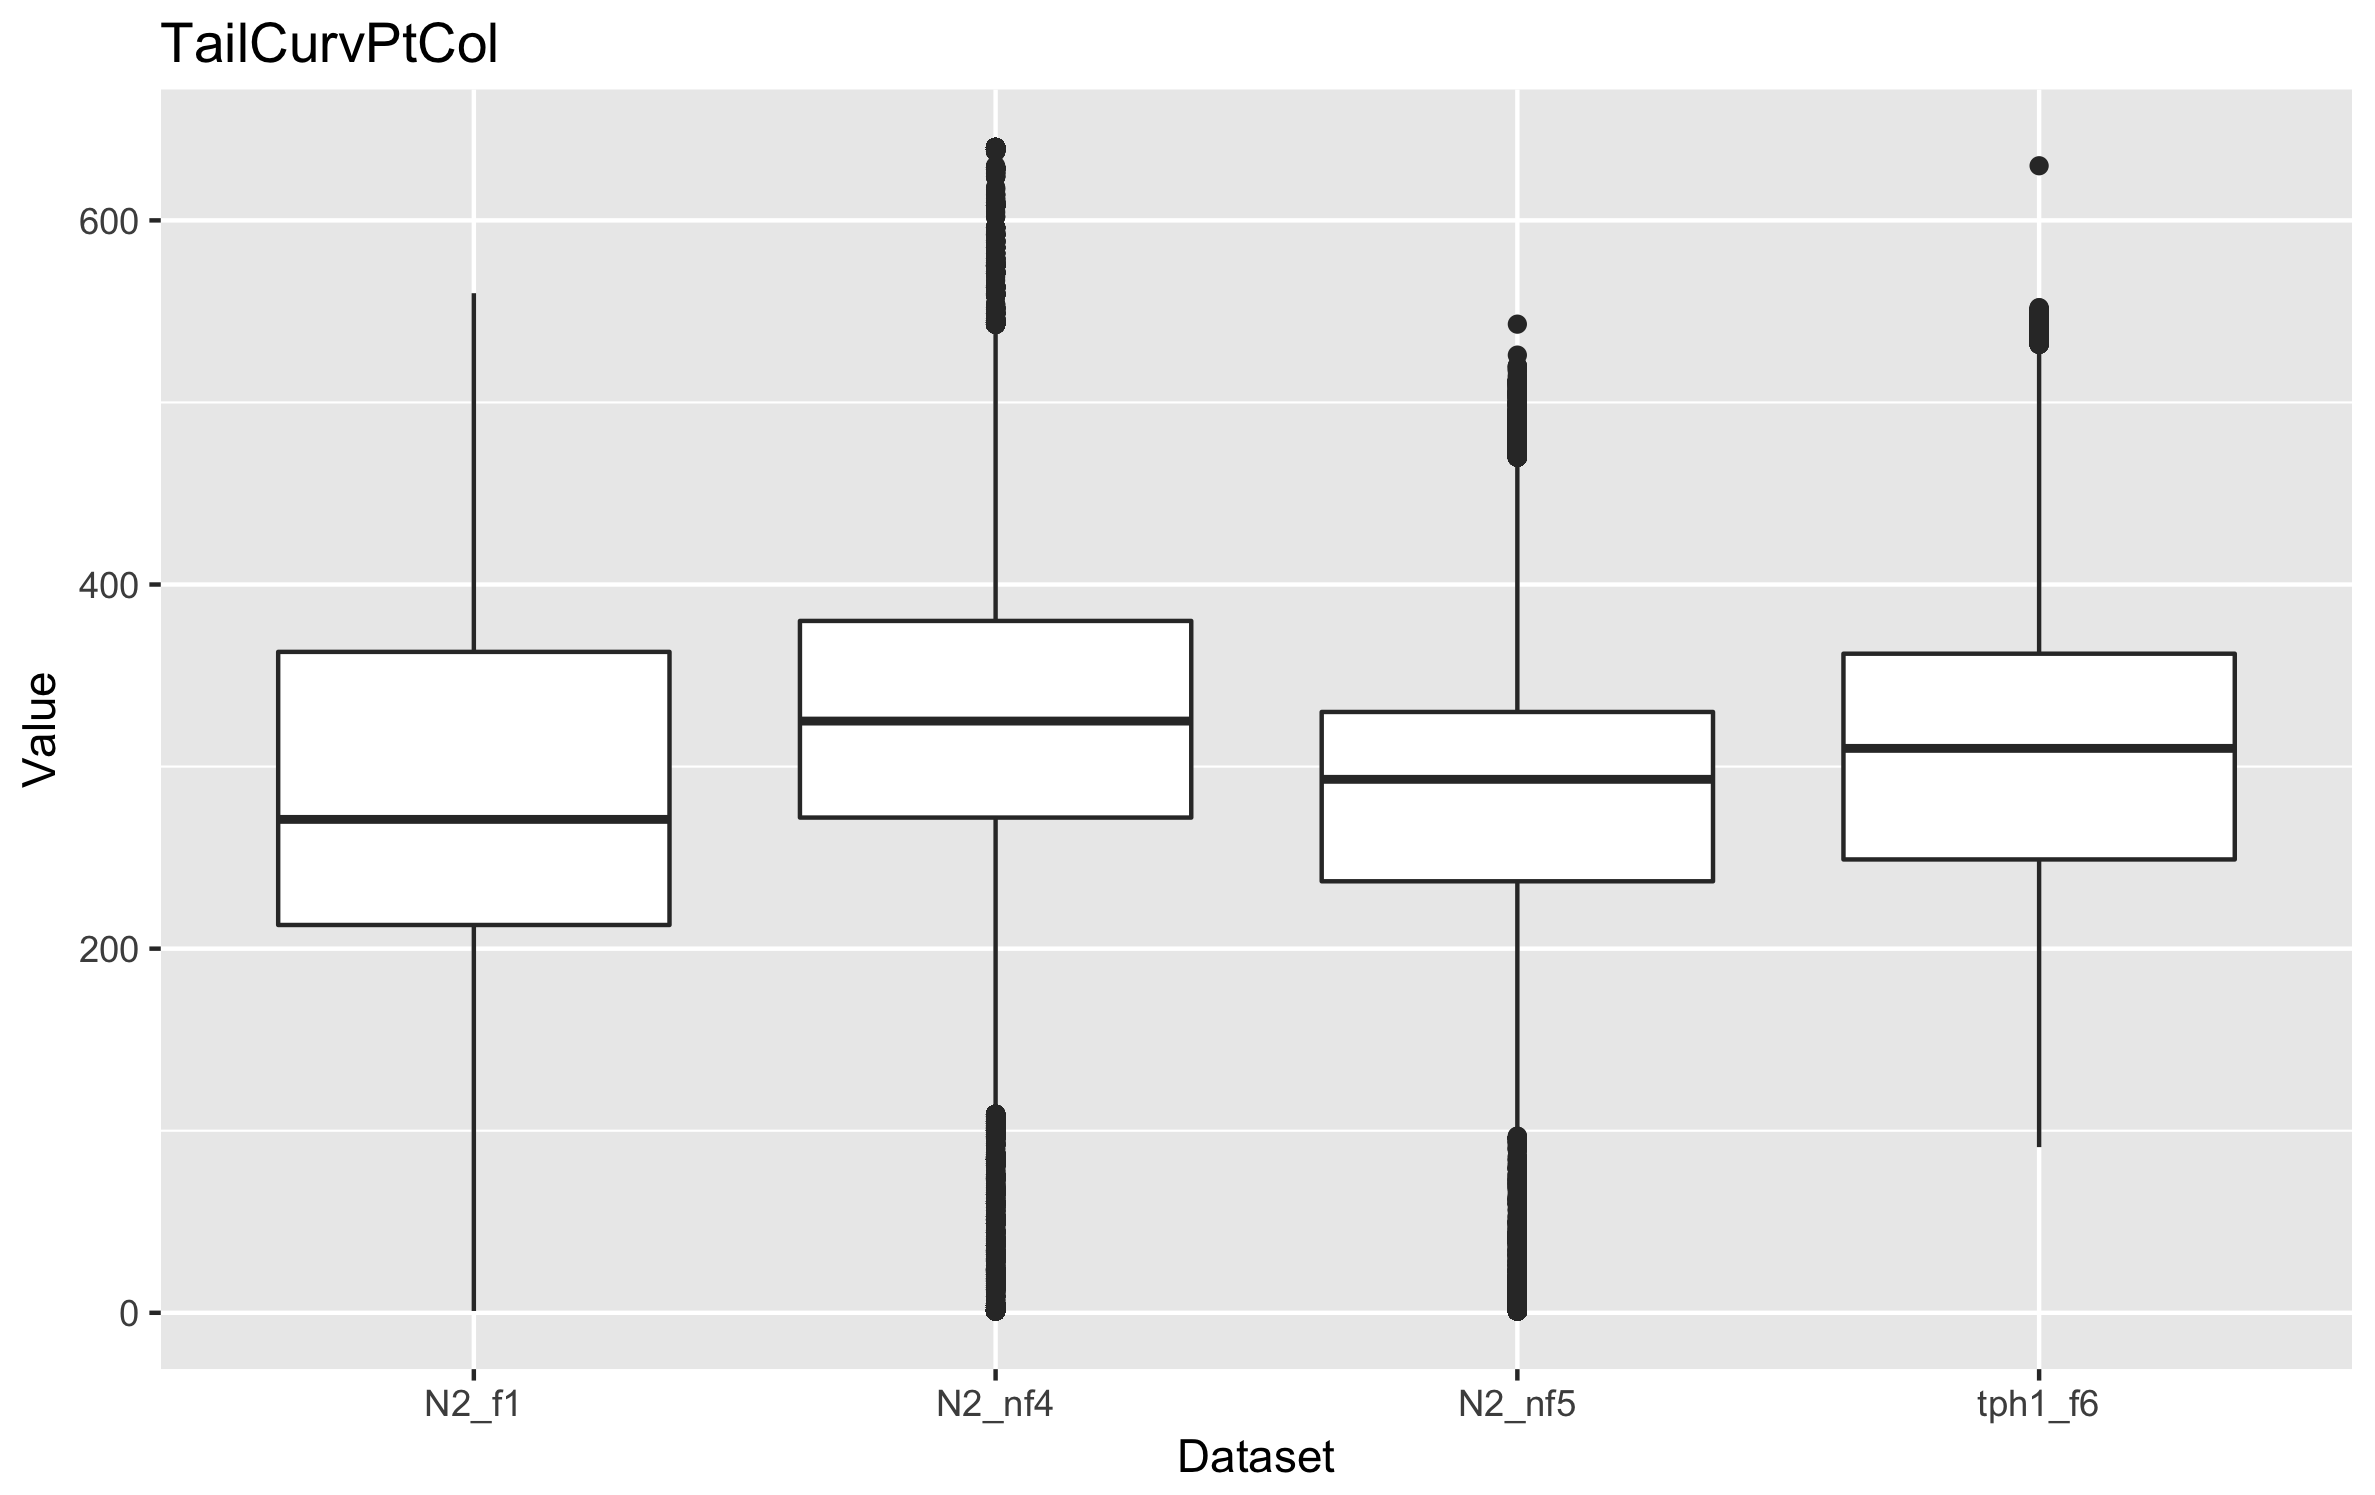 TailCurvPtCol
600
400
200
0
Value
N2_f1 N2_nf4 N2_nf5 tph1_f6
Dataset